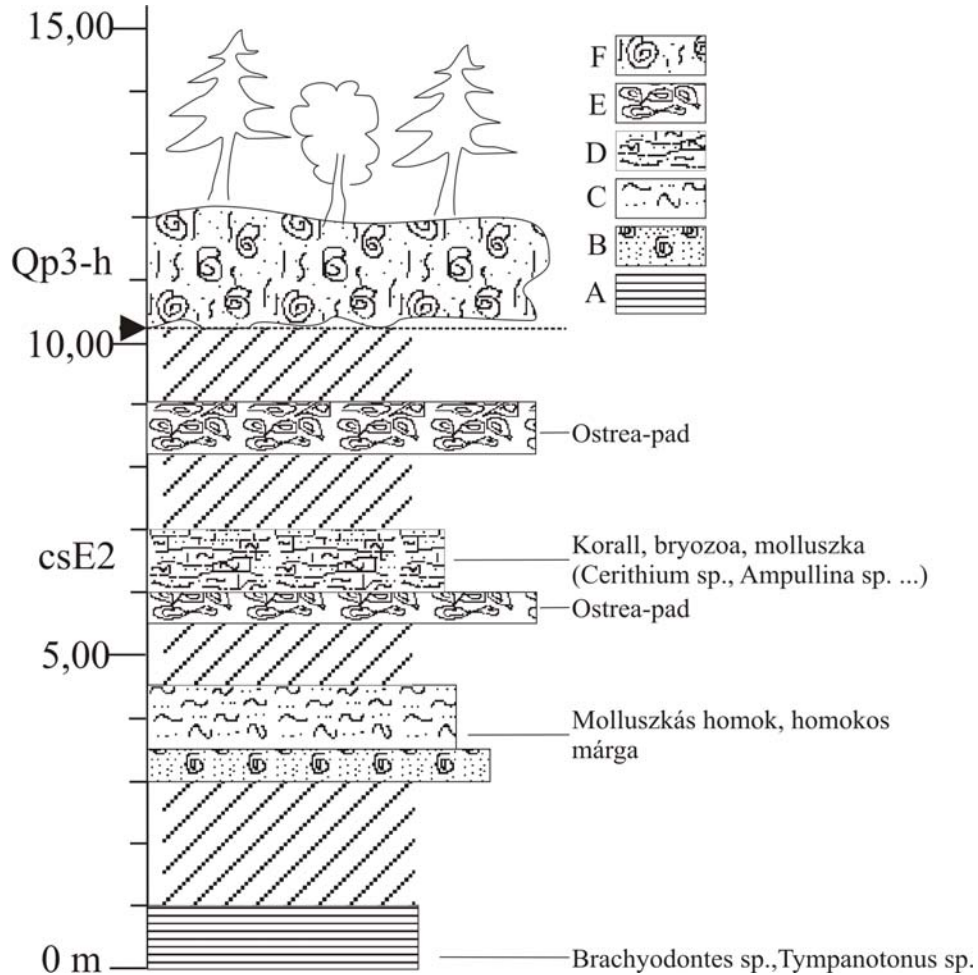 15,00
F
E
D
C
B
A
Qp3-h
10,00
Ostrea-pad
csE2
Korall, bryozoa, molluszka
(Cerithium sp., Ampullina sp. ...)
Ostrea-pad
5,00
Molluszkás homok, homokos
márga
0 m
Brachyodontes sp.,Tympanotonus sp.